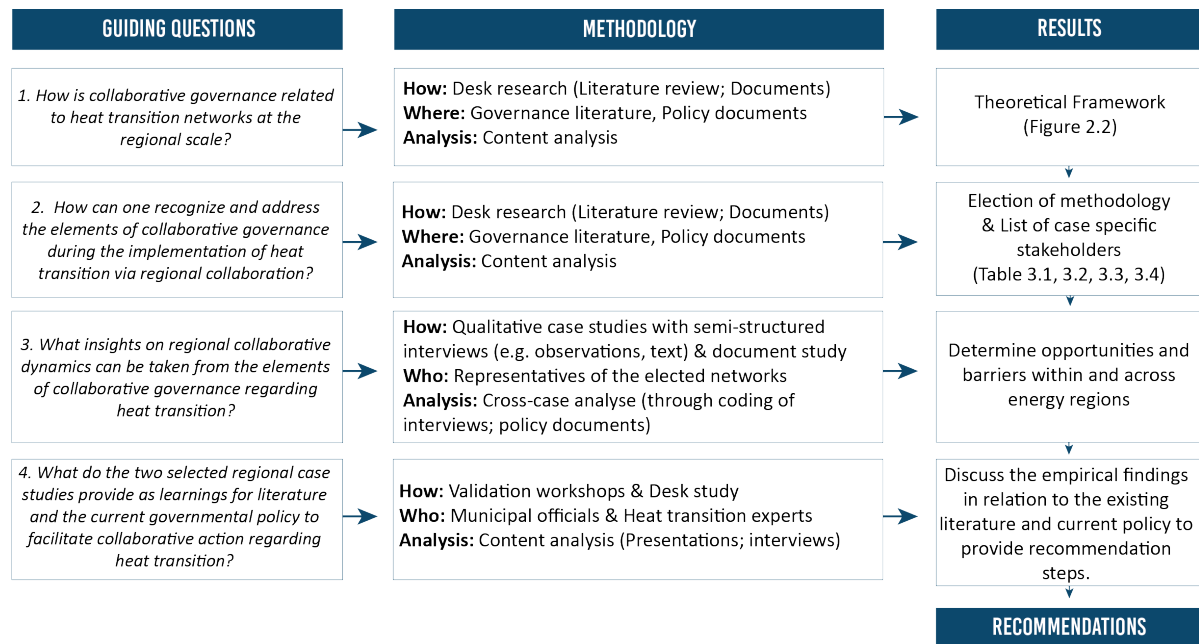 GUIDING QUESTIONS
METHODOLOGY
RESULTS
1. How is collaborative governance related
to heat transition networks at the
regional scale?
How: Desk research (Literature review; Documents)
Where: Governance literature, Policy documents
Analysis: Content analysis
Theoretical Framework
(Figure 2.2)
2. How can one recognize and address
the elements of collaborative governance
during the implementation of heat
transition via regional collaboration?
How: Desk research (Literature review; Documents)
Where: Governance literature, Policy documents
Analysis: Content analysis
Election of methodology
& List of case specific
stakeholders
(Table 3.1, 3.2, 3.3, 3.4)
3. What insights on regional collaborative
dynamics can be taken from the elements
of collaborative governance regarding
heat transition?
How: Qualitative case studies with semi-structured
interviews (e.g. observations, text) & document study
Who: Representatives of the elected networks
Analysis: Cross-case analyse (through coding of
interviews; policy documents)
Determine opportunities and
barriers within and across
energy regions
4. What do the two selected regional case
studies provide as learnings for literature
and the current governmental policy to
facilitate collaborative action regarding
heat transition?
How: Validation workshops & Desk study
Who: Municipal officials & Heat transition experts
Analysis: Content analysis (Presentations; interviews)
Discuss the empirical findings
in relation to the existing
literature and current policy to
provide recommendation
steps.
RECOMMENDATIONS